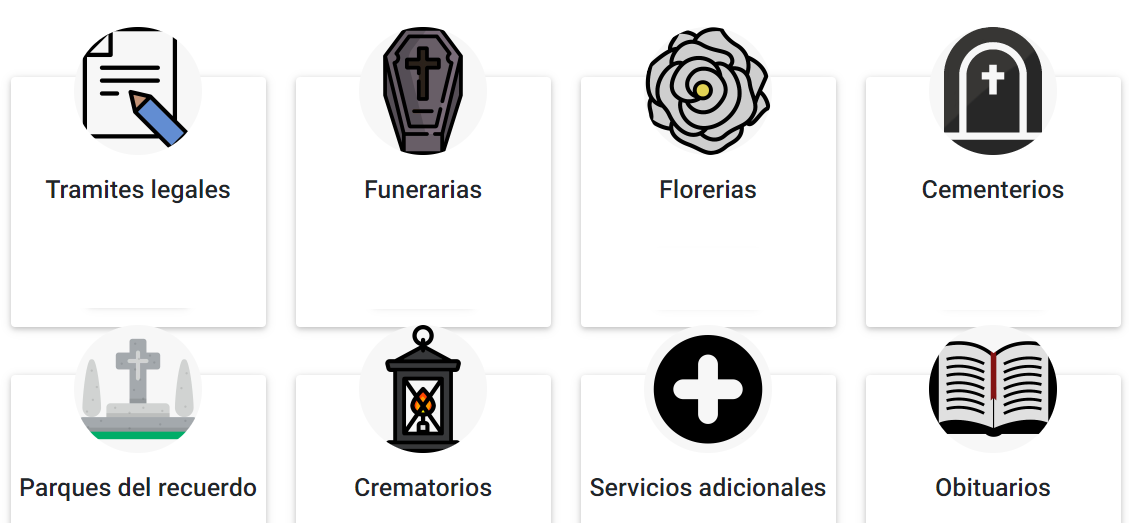 Tramites legales
Funerarias
Florerias
Cementerios
Parques del recuerdo
Crematorios
Servicios adicionales
Obituarios